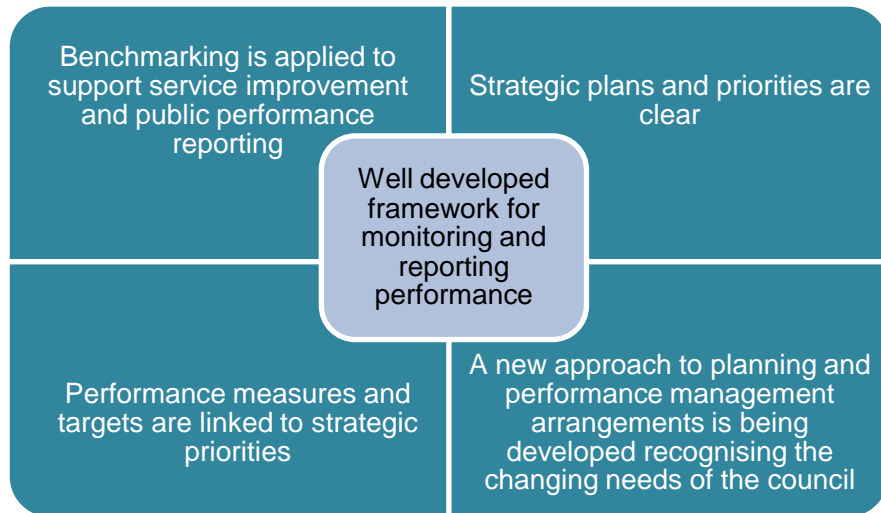 Benchmarking is applied to
support service improvement
and public performance
reporting
Strategic plans and priorities are
clear
Well developed
framework for
monitoring and
reporting
performance
Performance measures and
targets are linked to strategic
priorities
A new approach to planning and
performance management
arrangements is being
developed recognising the
changing needs of the council